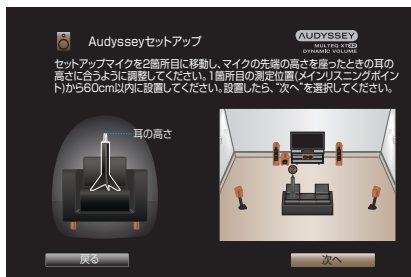 Audysseyセットアップ
AUDYSSEY
MULTEQ XT32
DYNAMIC VOLUME
セットアップマイクを2箇所目に移動し、マイクの先端の高さを座ったときの耳の
高さに合うように調整してください。1箇所目の測定位置(メインリスニングポイン
ト)から60cm以内に設置してください。設置したら、“次へ”を選択してください。
耳の高さ
戻る
次へ